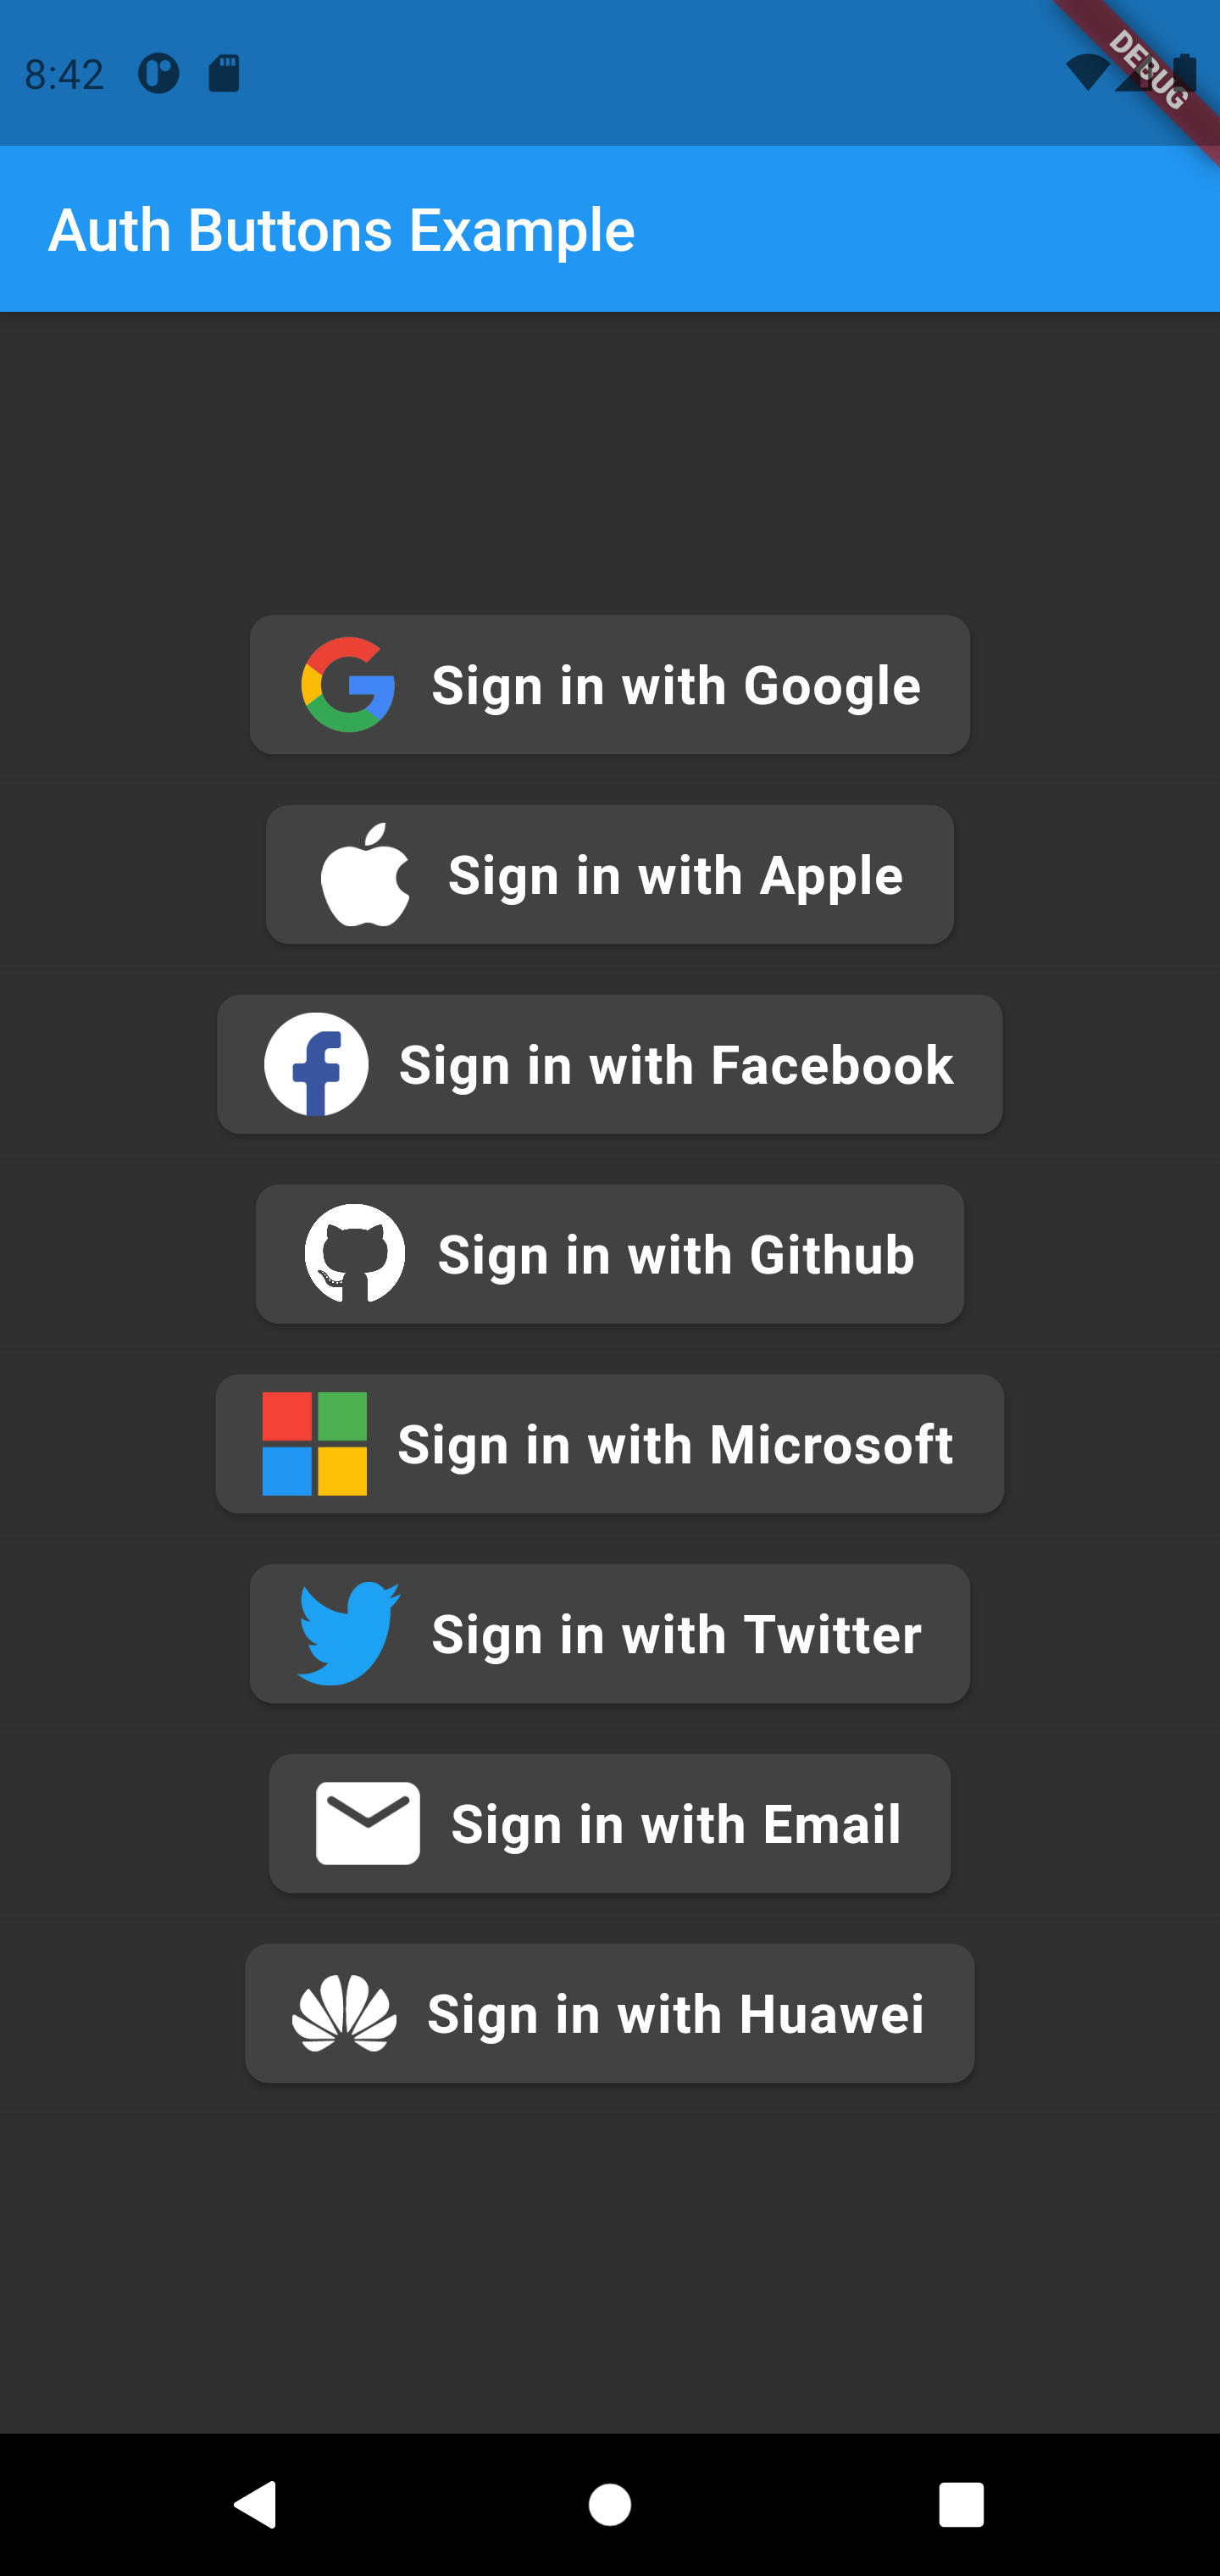 8:42
DEBUG
Auth Buttons Example
Sign in with Google
Sign in with Apple
Sign in with Facebook
Sign in with Github
Sign in with Microsoft
Sign in with Twitter
Sign in with Email
Sign in with Huawei